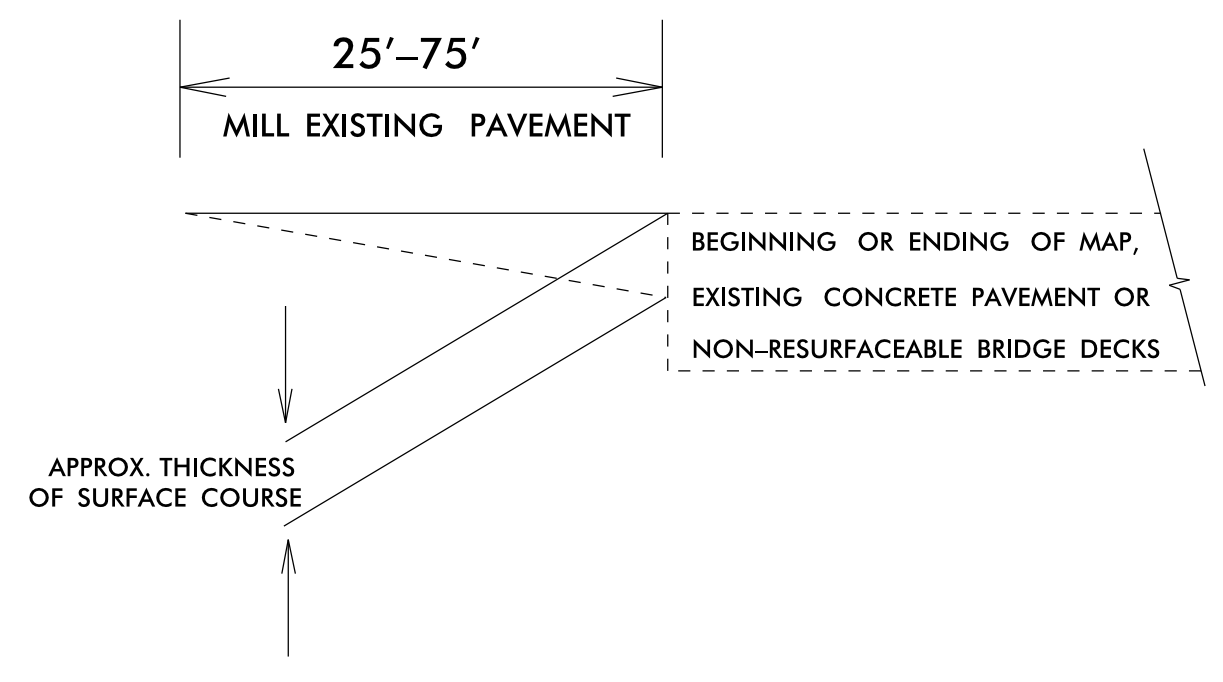 25'–75'
MILL EXISTING PAVEMENT
BEGINNING OR ENDING OF MAP,
EXISTING CONCRETE PAVEMENT OR
NON–RESURFACEABLE BRIDGE DECKS
APPROX. THICKNESS
OF SURFACE COURSE